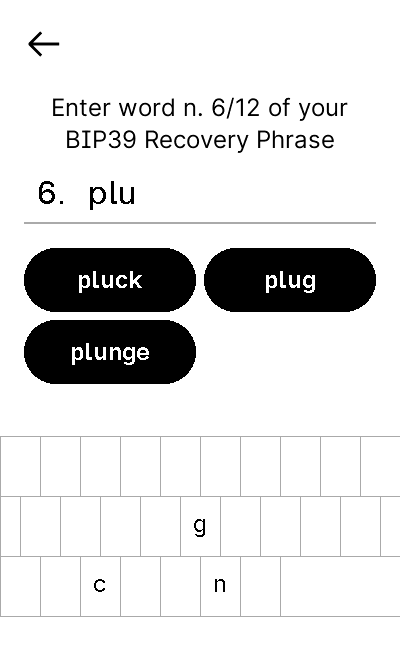 Enter word n. 6/12 of your
BIP39 Recovery Phrase
6. plu
pluck plug
plunge
g
c n